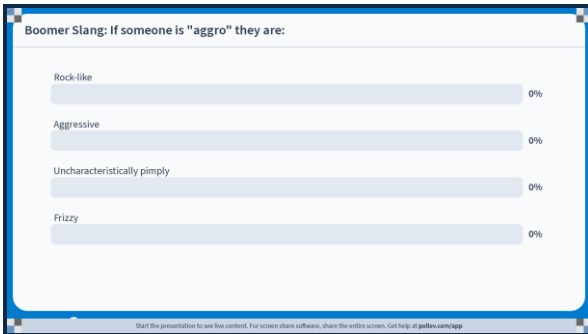 Boomer Slang: If someone is "aggro" they are:
Rock-like
0%
Aggressive
0%
Uncharacteristically pimply
0%
Frizzy
0%
Start the presentation to see live content. For screen share software, share the entire screen. Get help at pollev.com/app